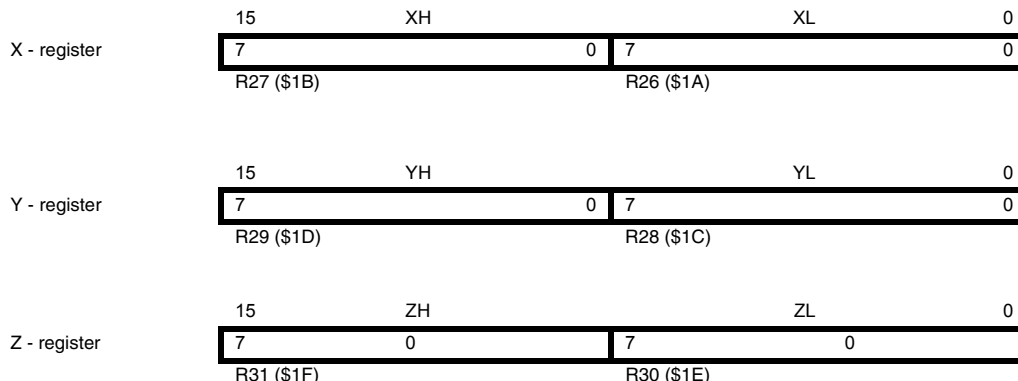 15 XH XL 0
X - register 7 0 7 0
R27 ($1B) R26 ($1A)
15 YH YL 0
Y - register 7 0 7 0
R29 ($1D) R28 ($1C)
15 ZH ZL 0
Z - register 7 0 7 0
R31 ($1F) R30 ($1E)